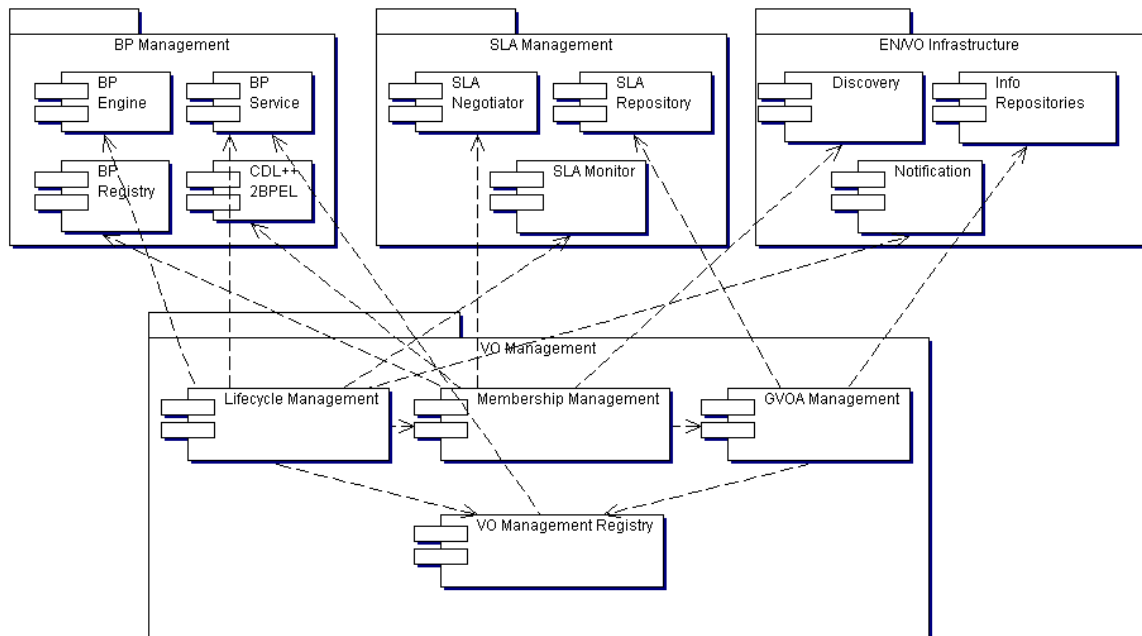 BP Management
BP
Engine
BP
Service
BP
Registry
CDL++
2BPEL
SLA Management
SLA
Negotiator
SLA
Repository
SLA Monitor
EN/VO Infrastructure
Discovery
Info
Repositories
Notification
VO Management
Lifecycle Management
Membership Management
GVOA Management
VO Management Registry